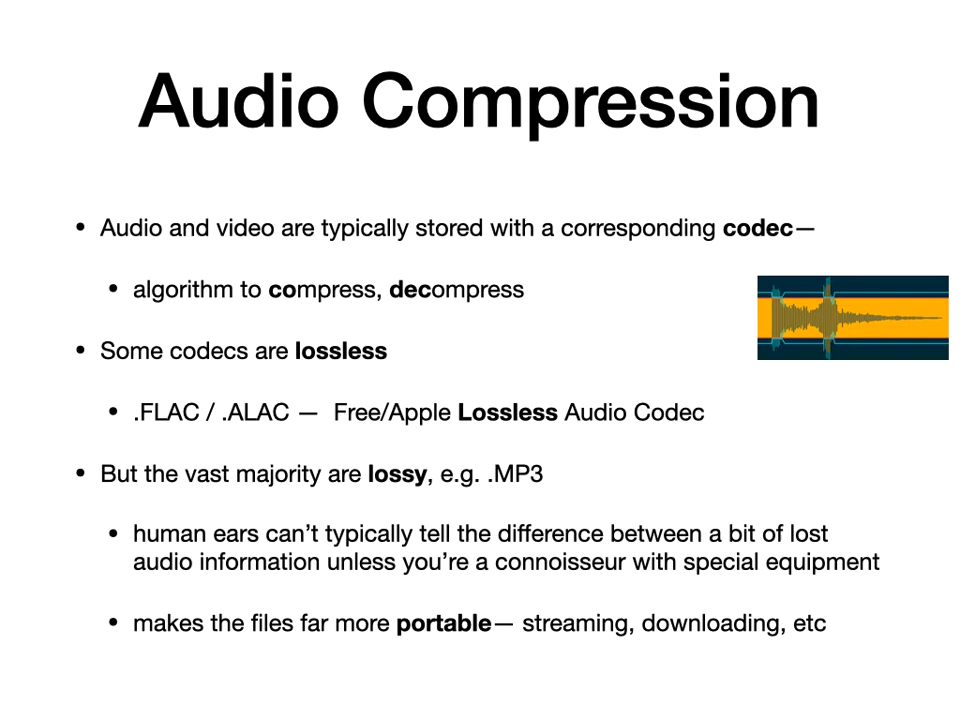 Audio Compression
• Audio and video are typically stored with a corresponding codec—
• algorithm to compress, decompress
• Some codecs are lossless
• .FLAC / .ALAC —  Free/Apple Lossless Audio Codec
• But the vast majority are lossy, e.g. .MP3
• human ears can’t typically tell the difference between a bit of lost
audio information unless you’re a connoisseur with special equipment
• makes the files far more portable— streaming, downloading, etc